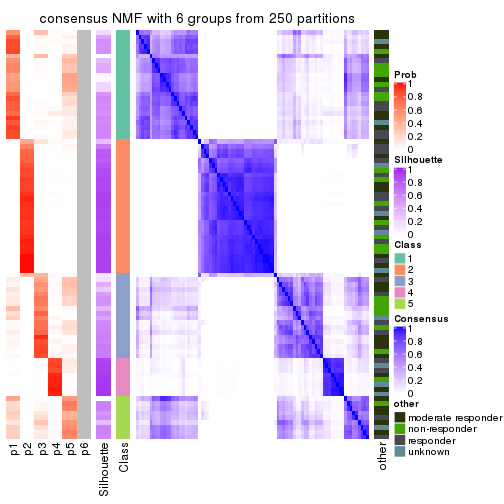 consensus NMF with 6 groups from 250 partitions
Prob
1
0.8
0.6
0.4
0.2
0
Silhouette
1
0.8
0.6
0.4
0.2
0
Class
1
2
3
4
5
Consensus
1
0.8
0.6
0.4
0.2
0
other
moderate responder
non-responder
responder
unknown
p1
p2
p3
p4
p5
p6
Silhouette
Class
other